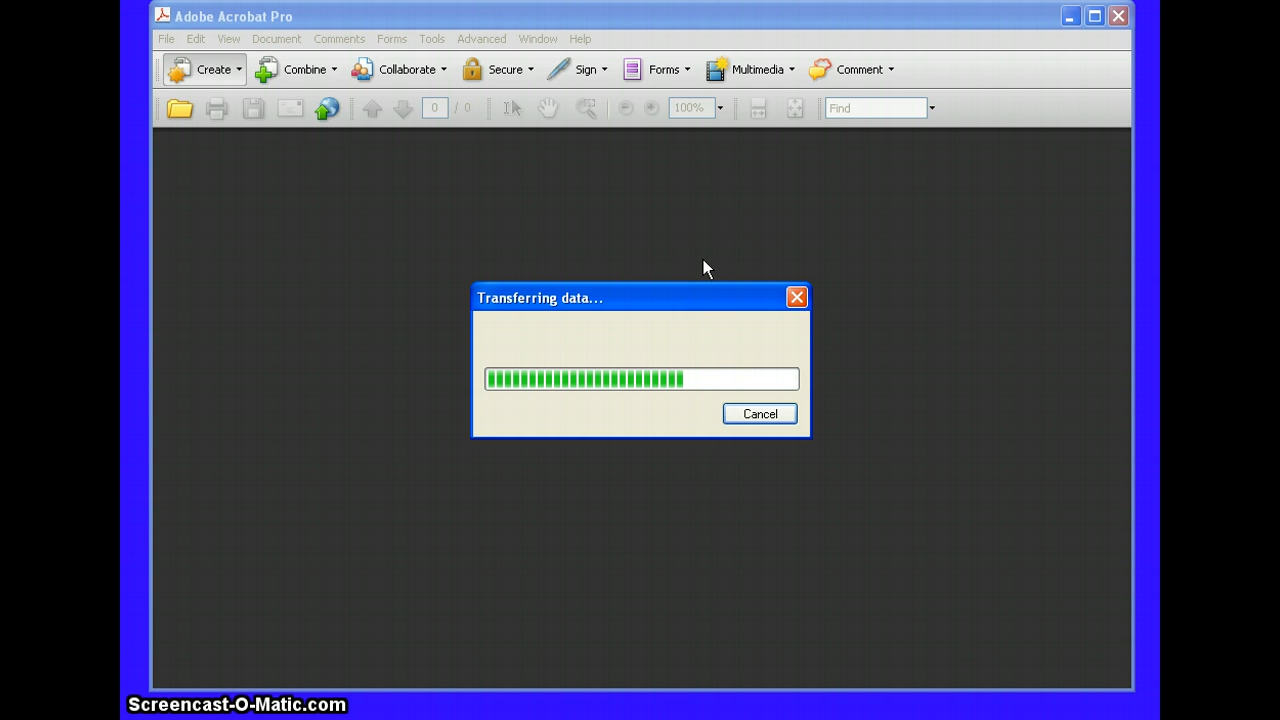 Adobe Acrobat Pro
File Edit View Document Comments Forms Tools Advanced Window Help
Create Combine Collaborate Secure Sign Forms Multimedia Comment
0 / 0 100% Find
Transferring data...
Cancel
Screencast-O-Matic.com